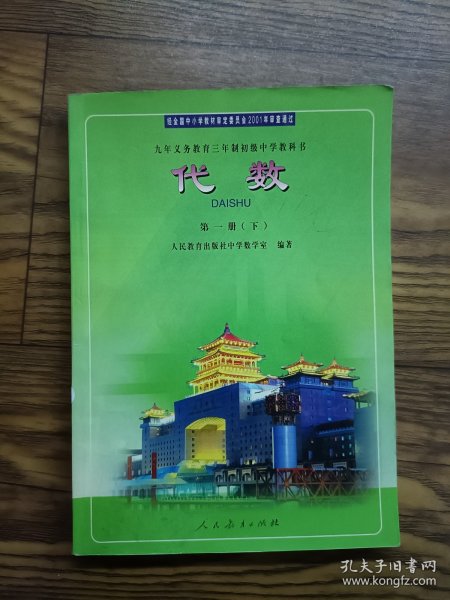 经全国中小学教材审定委员会2001年审查通过
九年义务教育三年制初级中学教科书
代数
DAISHU
第一册(下)
人民教育出版社中学数学室 编著
人民教育出版社
孔夫子旧书网
www.kongfz.com